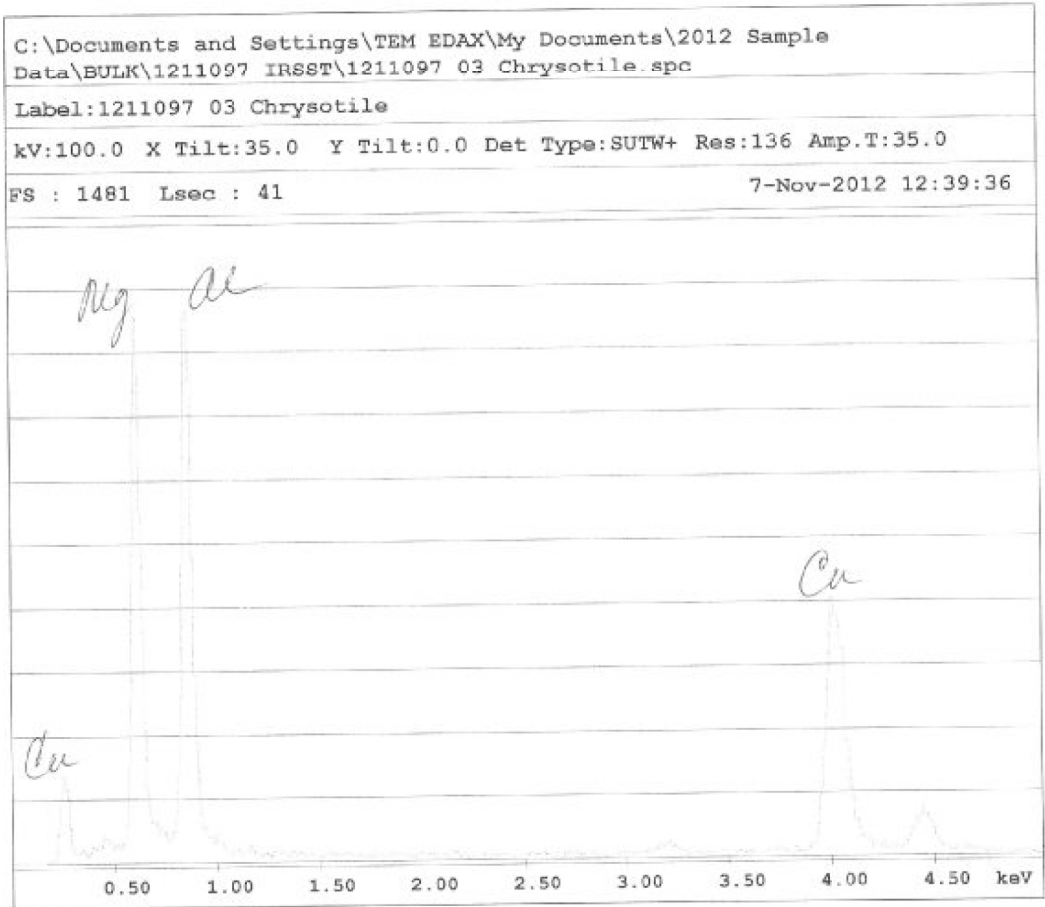 C:\Documents and Settings\TEM EDAX\My Documents\2012 Sample
Data\BULK\1211097 IRSST\1211097 03 Chrysotile.spc
Label:1211097 03 Chrysotile
kV:100.0 X Tilt:35.0 Y Tilt:0.0 Det Type:SUTW+ Res:136 Amp.T:35.0
FS : 1481 Lsec : 41 7-Nov-2012 12:39:36
Mg
Cu
Cu
0.50 1.00 1.50 2.00 2.50 3.00 3.50 4.00 4.50 keV